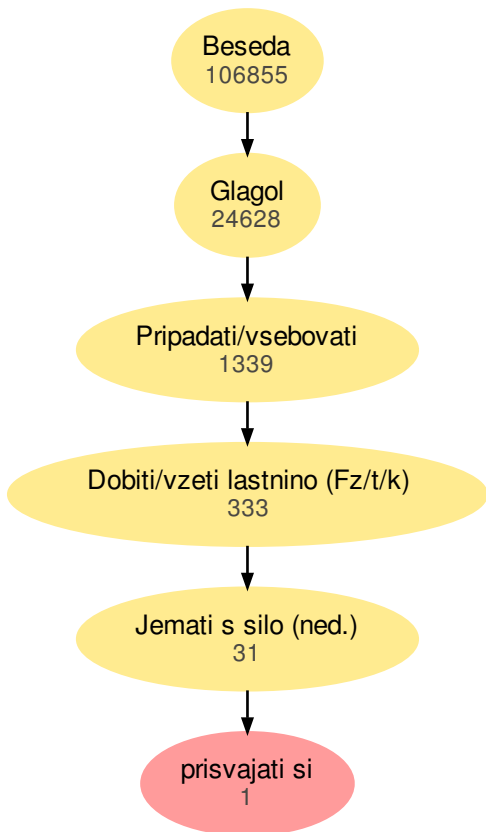 Beseda
106855
Glagol
24628
Pripadati/vsebovati
1339
Dobiti/vzeti lastnino (Fz/t/k)
333
Jemati s silo (ned.)
31
prisvajati si
1